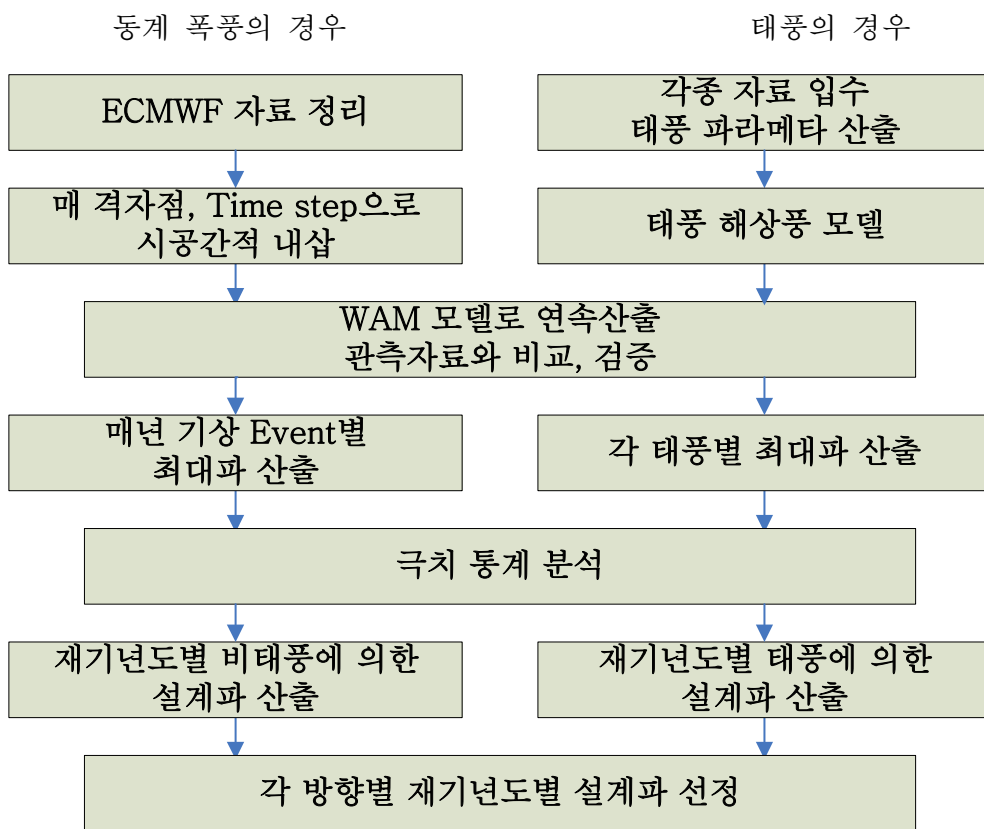 동계 폭풍의 경우
태풍의 경우
ECMWF 자료 정리
각종 자료 입수
태풍 파라메타 산출
매 격자점, Time step으로
시공간적 내삽
태풍 해상풍 모델
WAM 모델로 연속산출
관측자료와 비교, 검증
매년 기상 Event별
최대파 산출
각 태풍별 최대파 산출
극치 통계 분석
재기년도별 비태풍에 의한
설계파 산출
재기년도별 태풍에 의한
설계파 산출
각 방향별 재기년도별 설계파 선정